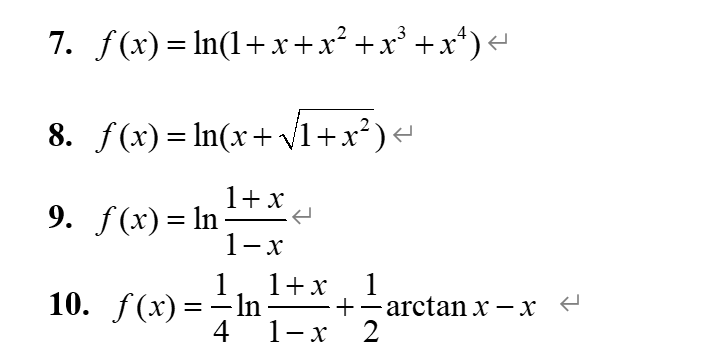 7. f(x) = ln(1 + x + x² + x³ + x⁴) ↵
8. f(x) = ln(x + √(1 + x²)) ↵
9. f(x) = ln (1 + x)/(1 − x) ↵
10. f(x) = 1/4 ln (1 + x)/(1 − x) + 1/2 arctan x − x ↵